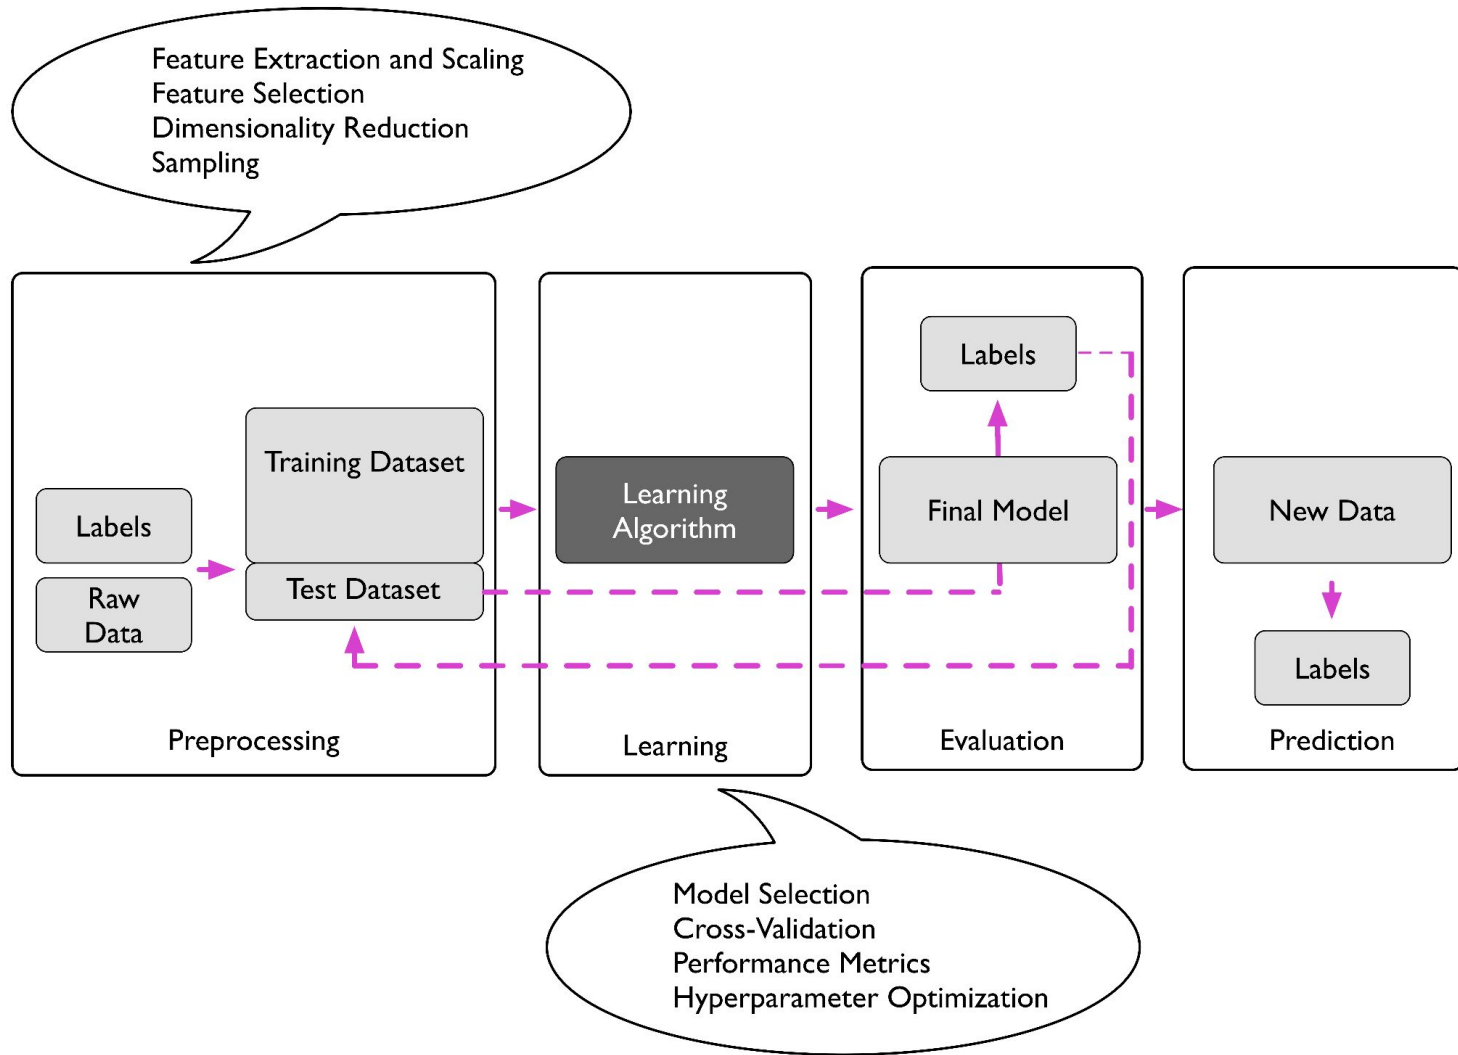 Feature Extraction and Scaling
Feature Selection
Dimensionality Reduction
Sampling
Labels
Raw
Data
Training Dataset
Test Dataset
Preprocessing
Learning
Algorithm
Learning
Labels
Final Model
Evaluation
New Data
Labels
Prediction
Model Selection
Cross-Validation
Performance Metrics
Hyperparameter Optimization